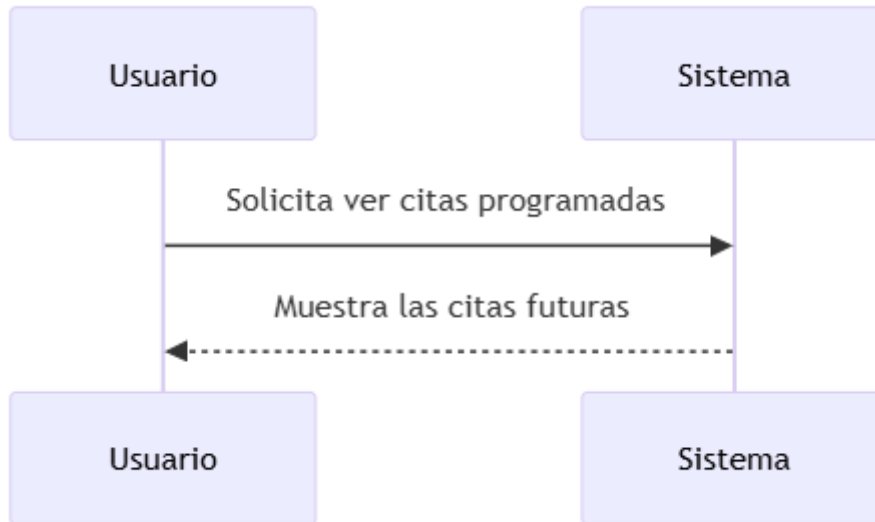 Usuario
Sistema
Solicita ver citas programadas
Muestra las citas futuras
Usuario
Sistema